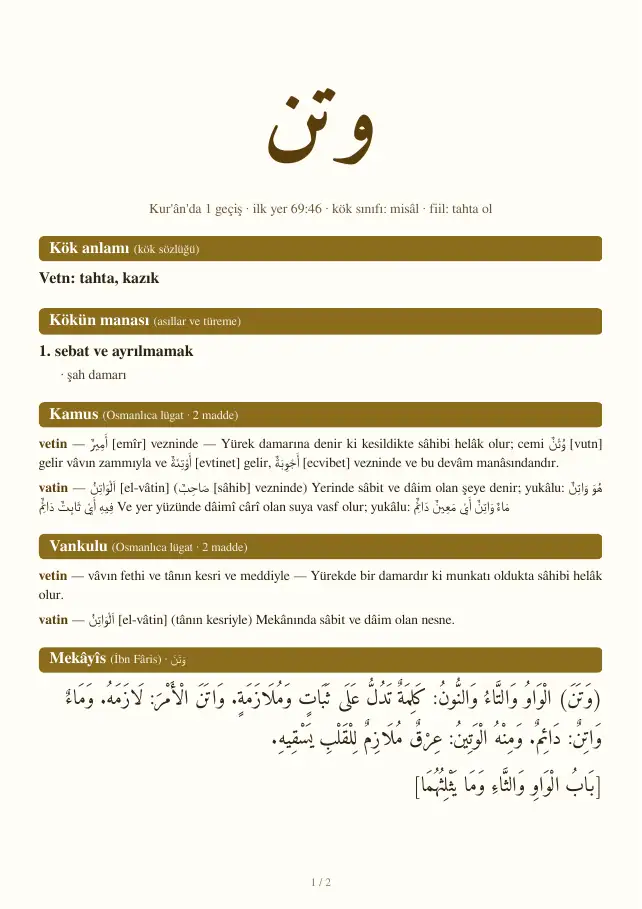 وتن
Kur'ân'da 1 geçiş · ilk yer 69:46 · kök sınıfı: misâl · fiil: tahta ol
Kök anlamı (kök sözlüğü)
Vetn: tahta, kazık
Kökün manası (asıllar ve türeme)
1. sebat ve ayrılmamak
· şah damarı
Kamus (Osmanlıca lügat · 2 madde)
vetin — أَمِيرٌ [emîr] vezninde — Yürek damarına denir ki kesildikte sâhibi helâk olur; cemi وُتُنٌ [vutn]
gelir vâvın zammıyla ve أَوْتِنَةٌ [evtinet] gelir, أَجْوِبَةٌ [ecvibet] vezninde ve bu devâm manâsındandır.
vatin — اَلْوَاتِنُ [el-vâtin] (صَاحِبٌ [sâhib] vezninde) Yerinde sâbit ve dâim olan şeye denir; yukâlu: هُوَ وَاتِنٌ
فِيهِ أَيْ ثَابِتٌ دَائِمٌ Ve yer yüzünde dâimî cârî olan suya vasf olur; yukâlu: مَاءٌ وَاتِنٌ أَيْ مَعِينٌ دَائِمٌ
Vankulu (Osmanlıca lügat · 2 madde)
vetin — vâvın fethi ve tânın kesri ve meddiyle — Yürekde bir damardır ki munkatı oldukta sâhibi helâk
olur.
vatin — اَلْوَاتِنُ [el-vâtin] (tânın kesriyle) Mekânında sâbit ve dâim olan nesne.
Mekâyîs (İbn Fâris) · وَتَنَ
(وَتَنَ) الْوَاوُ وَالتَّاءُ وَالنُّونُ: كَلِمَةٌ تَدُلُّ عَلَى ثَبَاتٍ وَمُلَازَمَةٍ. وَاتَنَ الْأَمْرَ: لَازَمَهُ. وَمَاءٌ
وَاتِنٌ: دَائِمٌ. وَمِنْهُ الْوَتِينُ: عِرْقٌ مُلَازِمٌ لِلْقَلْبِ يَسْقِيهِ.
[بَابُ الْوَاوِ وَالثَّاءِ وَمَا يَثْلِثُهُمَا]
1 / 2